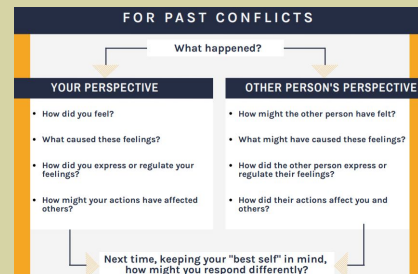 FOR PAST CONFLICTS
What happened?
YOUR PERSPECTIVE
• How did you feel?
• What caused these feelings?
• How did you express or regulate your
feelings?
• How might your actions have affected
others?
OTHER PERSON'S PERSPECTIVE
• How might the other person have felt?
• What might have caused these feelings?
• How did the other person express or
regulate their feelings?
• How did their actions affect you and
others?
Next time, keeping your "best self" in mind,
how might you respond differently?